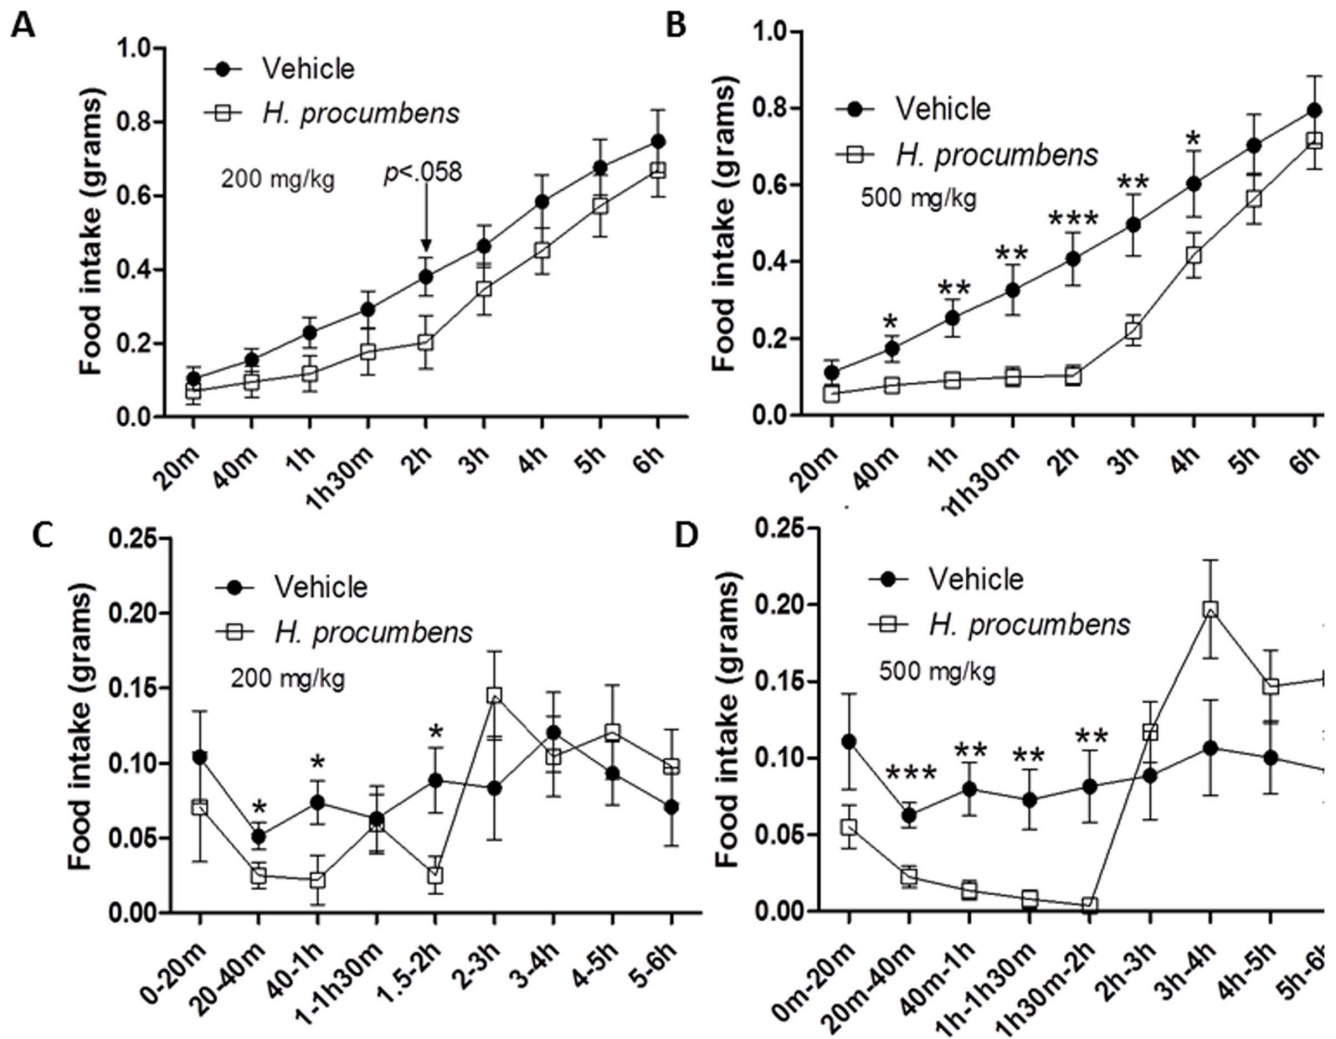 A
1.0
0.8
0.6
0.4
0.2
0.0
Food intake (grams)
Vehicle
H. procumbens
200 mg/kg
p<.058
20m
40m
1h
1h30m
2h
3h
4h
5h
6h
B
1.0
0.8
0.6
0.4
0.2
0.0
Food intake (grams)
Vehicle
H. procumbens
500 mg/kg
*
**
**
***
**
*
20m
40m
1h
1h30m
2h
3h
4h
5h
6h
C
0.25
0.20
0.15
0.10
0.05
0.00
Food intake (grams)
Vehicle
H. procumbens
200 mg/kg
*
*
*
0-20m
20-40m
40-1h
1-1h30m
1.5-2h
2-3h
3-4h
4-5h
5-6h
D
0.25
0.20
0.15
0.10
0.05
0.00
Food intake (grams)
Vehicle
H. procumbens
500 mg/kg
***
**
**
**
0m-20m
20m-40m
40m-1h
1h-1h30m
1h30m-2h
2h-3h
3h-4h
4h-5h
5h-6